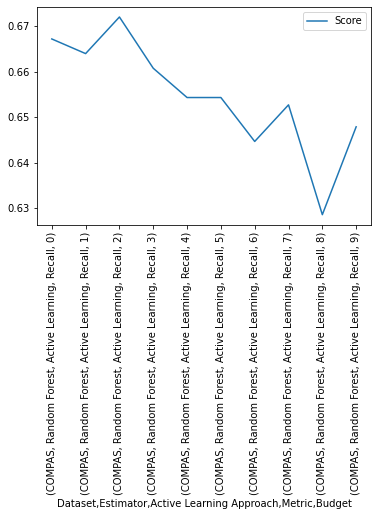 Score
0.67
0.66
0.65
0.64
0.63
(COMPAS, Random Forest, Active Learning, Recall, 0)
(COMPAS, Random Forest, Active Learning, Recall, 1)
(COMPAS, Random Forest, Active Learning, Recall, 2)
(COMPAS, Random Forest, Active Learning, Recall, 3)
(COMPAS, Random Forest, Active Learning, Recall, 4)
(COMPAS, Random Forest, Active Learning, Recall, 5)
(COMPAS, Random Forest, Active Learning, Recall, 6)
(COMPAS, Random Forest, Active Learning, Recall, 7)
(COMPAS, Random Forest, Active Learning, Recall, 8)
(COMPAS, Random Forest, Active Learning, Recall, 9)
Dataset,Estimator,Active Learning Approach,Metric,Budget